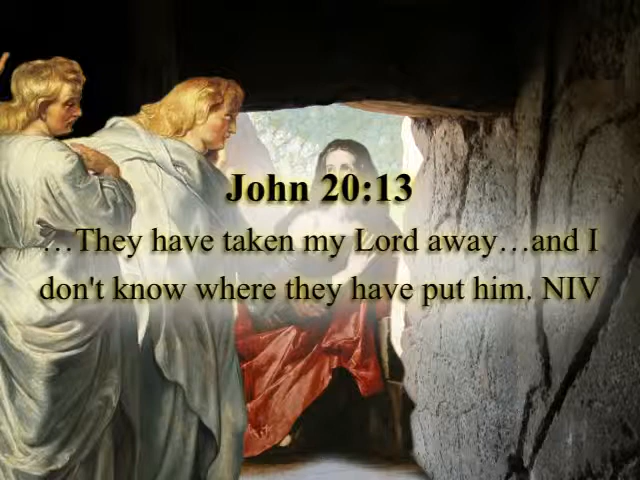 John 20:13
…They have taken my Lord away…and I
don't know where they have put him. NIV